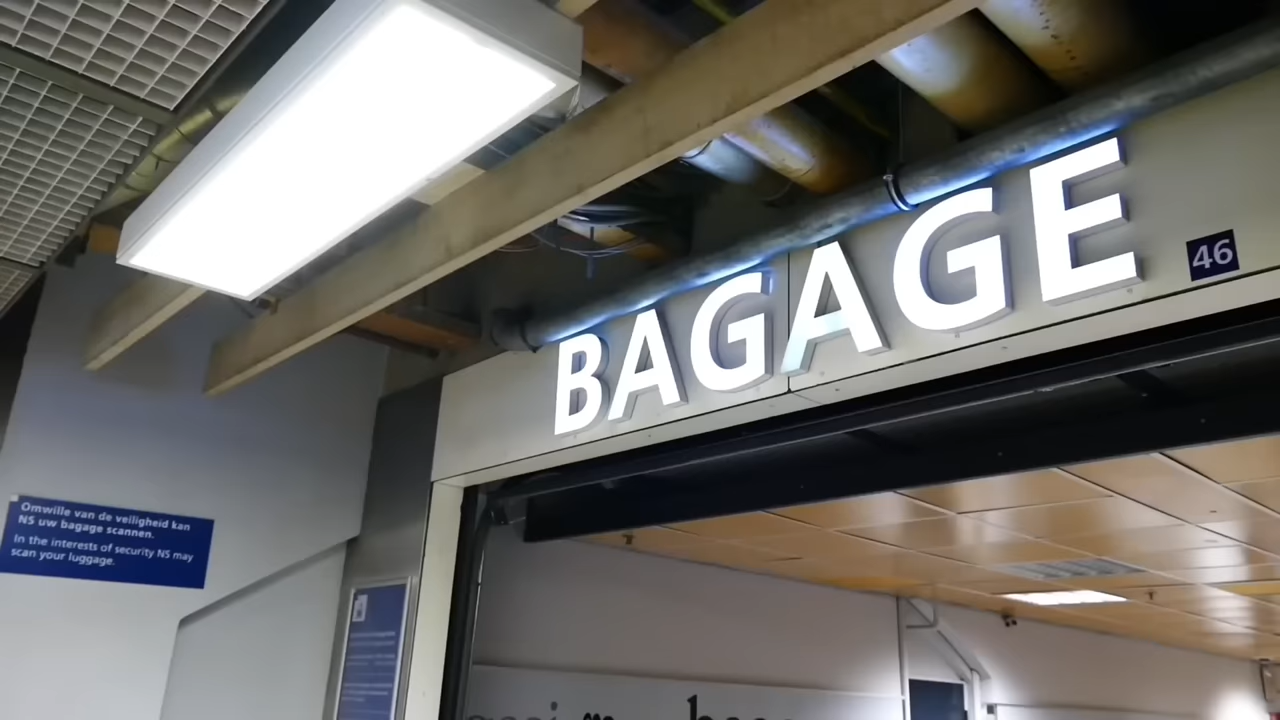 BAGAGE
46
Omwille van de veiligheid kan
NS uw bagage scannen.
In the interests of security NS may
scan your luggage.